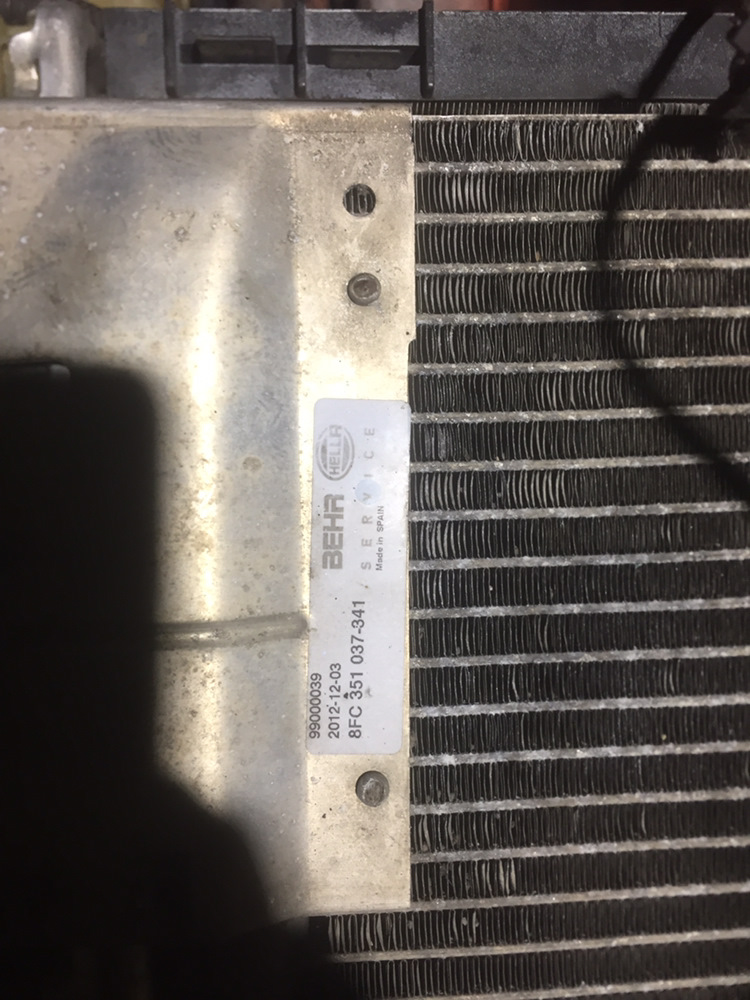 HELLA
BEHR
SERVICE
Made in SPAIN
99000039
2012-12-03
8FC 351 037-341